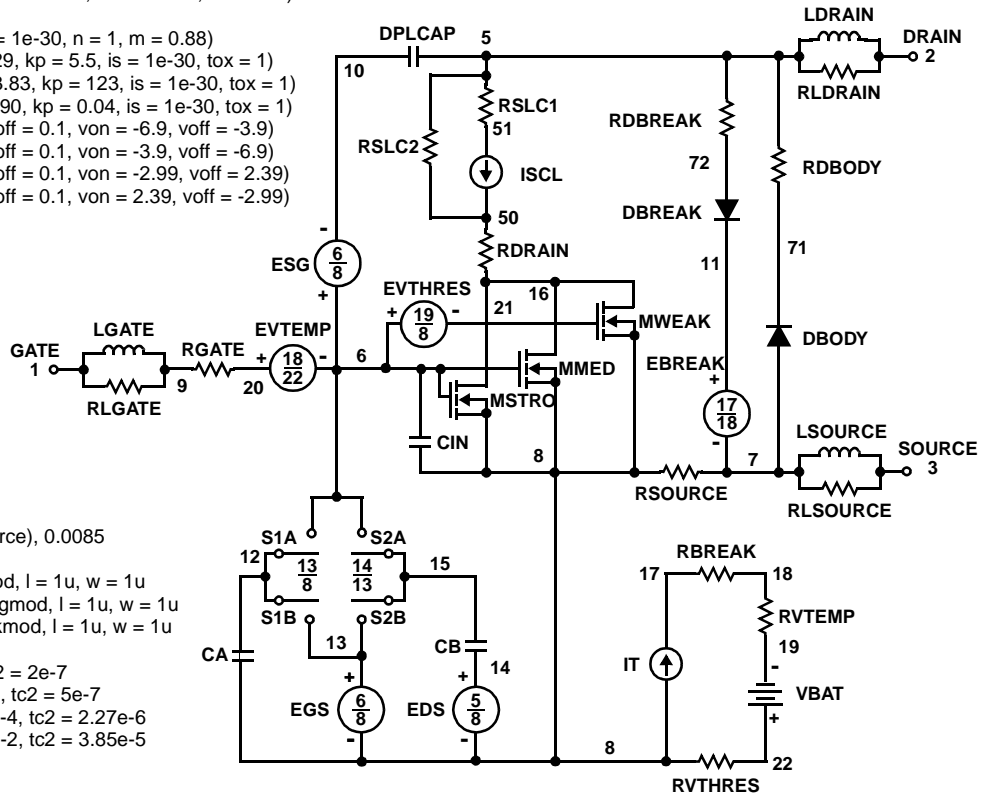 = 1e-30, n = 1, m = 0.88)
29, kp = 5.5, is = 1e-30, tox = 1)
3.83, kp = 123, is = 1e-30, tox = 1)
90, kp = 0.04, is = 1e-30, tox = 1)
off = 0.1, von = -6.9, voff = -3.9)
off = 0.1, von = -3.9, voff = -6.9)
off = 0.1, von = -2.99, voff = 2.39)
off = 0.1, von = 2.39, voff = -2.99)
LDRAIN
DPLCAP 5 DRAIN
10 2
RLDRAIN
RSLC1
51
RDBREAK
RSLC2
72
RDBODY
ISCL
DBREAK
50
RDRAIN
71
11
ESG 6/8
- +
EVTHRES
+ 19/8 -
21 16
MWEAK
LGATE EVTEMP
GATE
1
RGATE
+ 18/22 -
6
MMED
EBREAK
+
DBODY
9 20
RLGATE
MSTRO
17/18
-
CIN
LSOURCE
8 7 SOURCE
3
RSOURCE
RLSOURCE
rce), 0.0085
S1A S2A
12 13/8 14/13 15
S1B S2B
RBREAK
17 18
od, l = 1u, w = 1u
gmod, l = 1u, w = 1u
kmod, l = 1u, w = 1u
RVTEMP
19
13
CA CB
14
IT
-
VBAT
+
2 = 2e-7
, tc2 = 5e-7
-4, tc2 = 2.27e-6
-2, tc2 = 3.85e-5
+ +
EGS 6/8 EDS 5/8
- -
8 22
RVTHRES